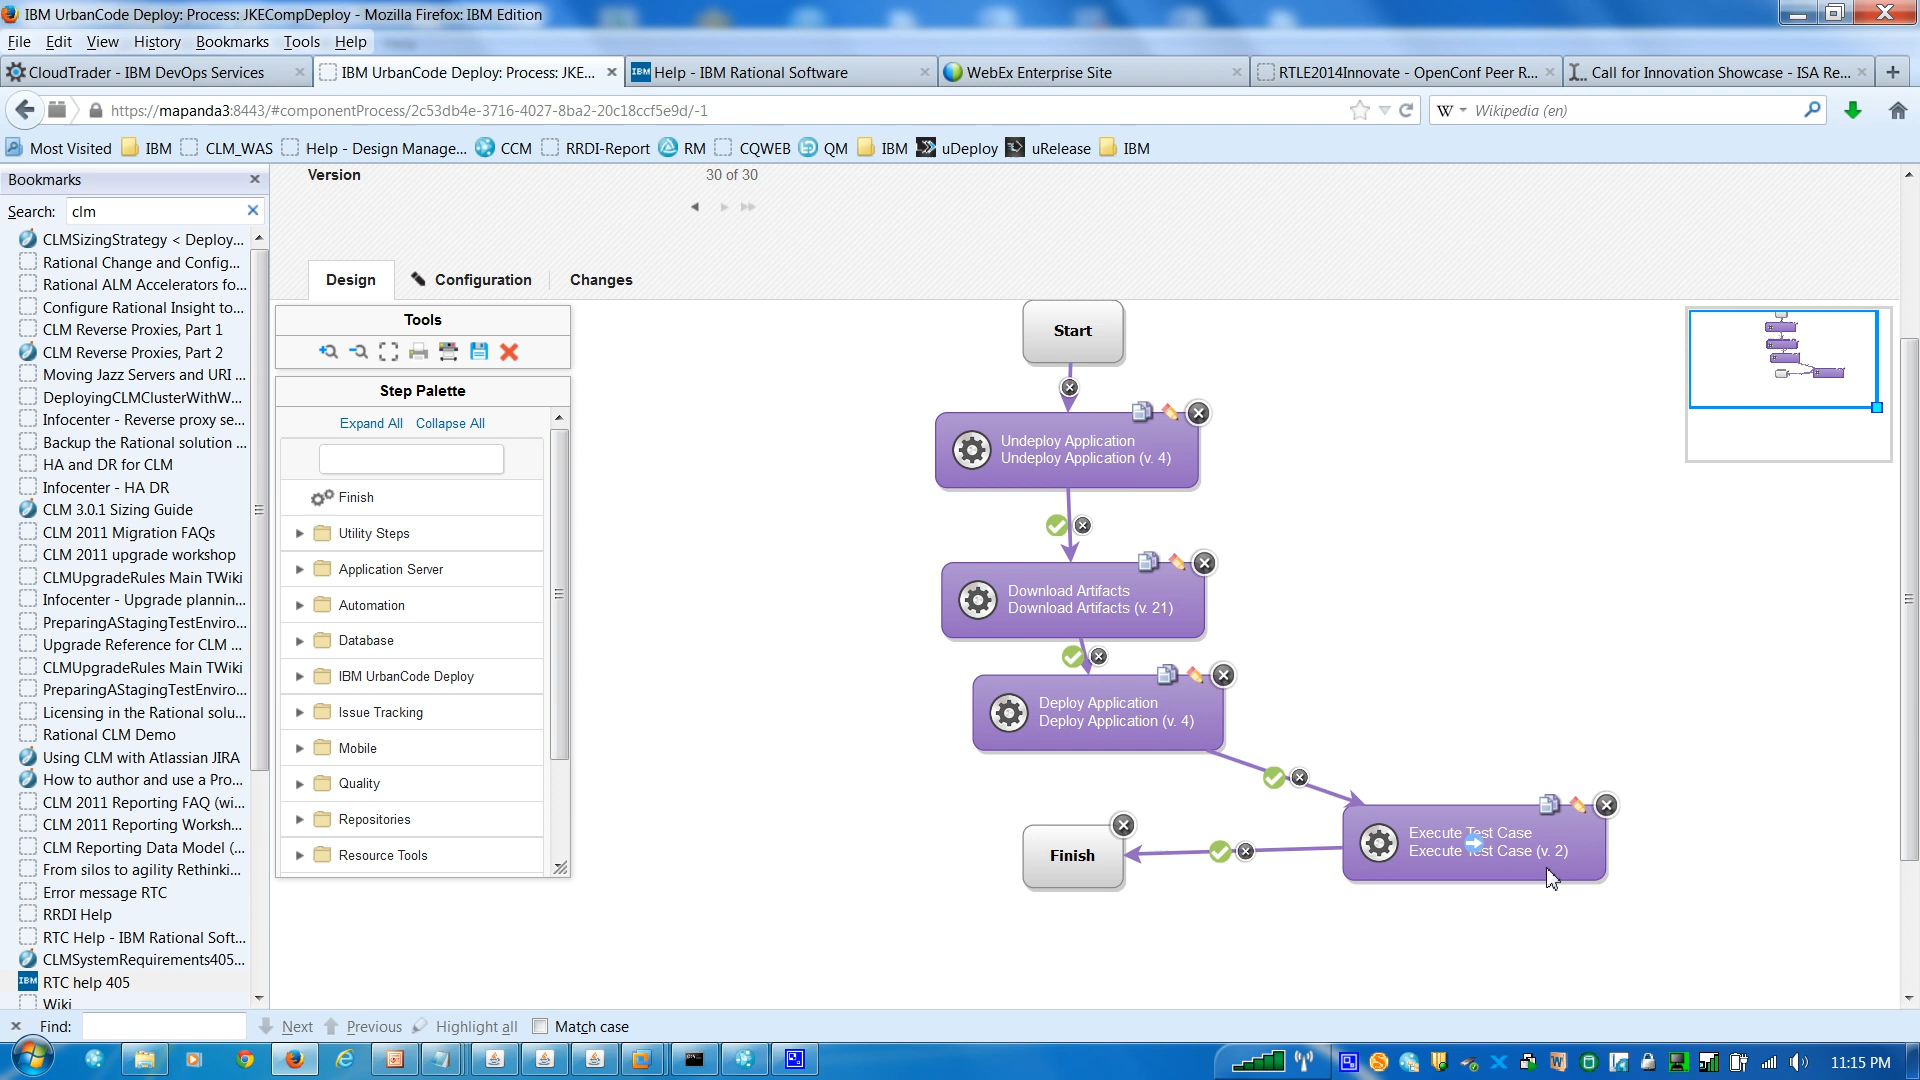 IBM UrbanCode Deploy: Process: JKECompDeploy - Mozilla Firefox: IBM Edition
File Edit View History Bookmarks Tools Help
CloudTrader - IBM DevOps Services
IBM UrbanCode Deploy: Process: JKE...
IBM Help - IBM Rational Software
WebEx Enterprise Site
RTLE2014Innovate - OpenConf Peer R...
Call for Innovation Showcase - ISA Re...
https://mapanda3:8443/#componentProcess/2c53db4e-3716-4027-8ba2-20c18ccf5e9d/-1
W Wikipedia (en)
Most Visited IBM CLM_WAS Help - Design Manage... CCM RRDI-Report RM CQWEB QM IBM uDeploy uRelease IBM
Bookmarks
Search: clm
CLMSizingStrategy < Deploy...
Rational Change and Config...
Rational ALM Accelerators fo...
Configure Rational Insight to...
CLM Reverse Proxies, Part 1
CLM Reverse Proxies, Part 2
Moving Jazz Servers and URI ...
DeployingCLMClusterWithW...
Infocenter - Reverse proxy se...
Backup the Rational solution ...
HA and DR for CLM
Infocenter - HA DR
CLM 3.0.1 Sizing Guide
CLM 2011 Migration FAQs
CLM 2011 upgrade workshop
CLMUpgradeRules Main TWiki
Infocenter - Upgrade plannin...
PreparingAStagingTestEnviro...
Upgrade Reference for CLM ...
CLMUpgradeRules Main TWiki
PreparingAStagingTestEnviro...
Licensing in the Rational solu...
Rational CLM Demo
Using CLM with Atlassian JIRA
How to author and use a Pro...
CLM 2011 Reporting FAQ (wi...
CLM 2011 Reporting Worksh...
CLM Reporting Data Model (...
From silos to agility Rethinki...
Error message RTC
RRDI Help
RTC Help - IBM Rational Soft...
CLMSystemRequirements405...
IBM RTC help 405
Wiki
Version 30 of 30
Design Configuration Changes
Tools
Step Palette
Expand All Collapse All
Finish
Utility Steps
Application Server
Automation
Database
IBM UrbanCode Deploy
Issue Tracking
Mobile
Quality
Repositories
Resource Tools
Start
Undeploy Application
Undeploy Application (v. 4)
Download Artifacts
Download Artifacts (v. 21)
Deploy Application
Deploy Application (v. 4)
Execute Test Case
Execute Test Case (v. 2)
Finish
Find: Next Previous Highlight all Match case
11:15 PM